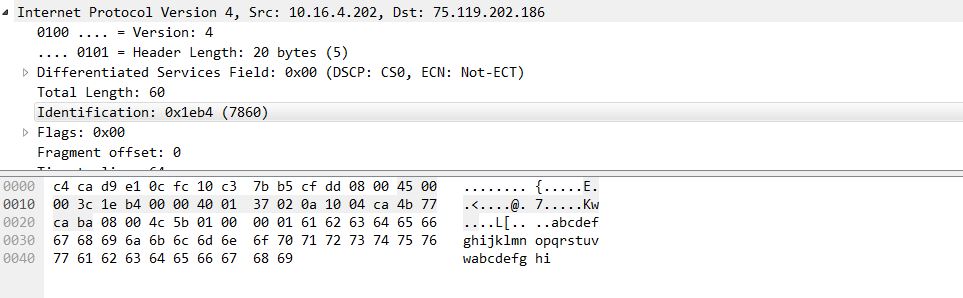 Internet Protocol Version 4, Src: 10.16.4.202, Dst: 75.119.202.186
0100 .... = Version: 4
.... 0101 = Header Length: 20 bytes (5)
Differentiated Services Field: 0x00 (DSCP: CS0, ECN: Not-ECT)
Total Length: 60
Identification: 0x1eb4 (7860)
Flags: 0x00
Fragment offset: 0
0000 c4 ca d9 e1 0c fc 10 c3 7b b5 cf dd 08 00 45 00 ........ {.....E.
0010 00 3c 1e b4 00 00 40 01 37 02 0a 10 04 ca 4b 77 .<....@. 7.....Kw
0020 ca ba 08 00 4c 5b 01 00 00 01 61 62 63 64 65 66 ....L[.. ..abcdef
0030 67 68 69 6a 6b 6c 6d 6e 6f 70 71 72 73 74 75 76 ghijklmn opqrstuv
0040 77 61 62 63 64 65 66 67 68 69 wabcdefg hi